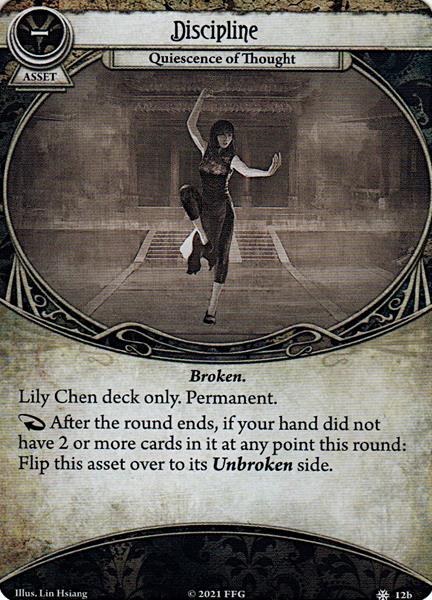 Discipline
Quiescence of Thought
ASSET
Broken.
Lily Chen deck only. Permanent.
After the round ends, if your hand did not
have 2 or more cards in it at any point this round:
Flip this asset over to its Unbroken side.
Illus. Lin Hsiang
© 2021 FFG
12b